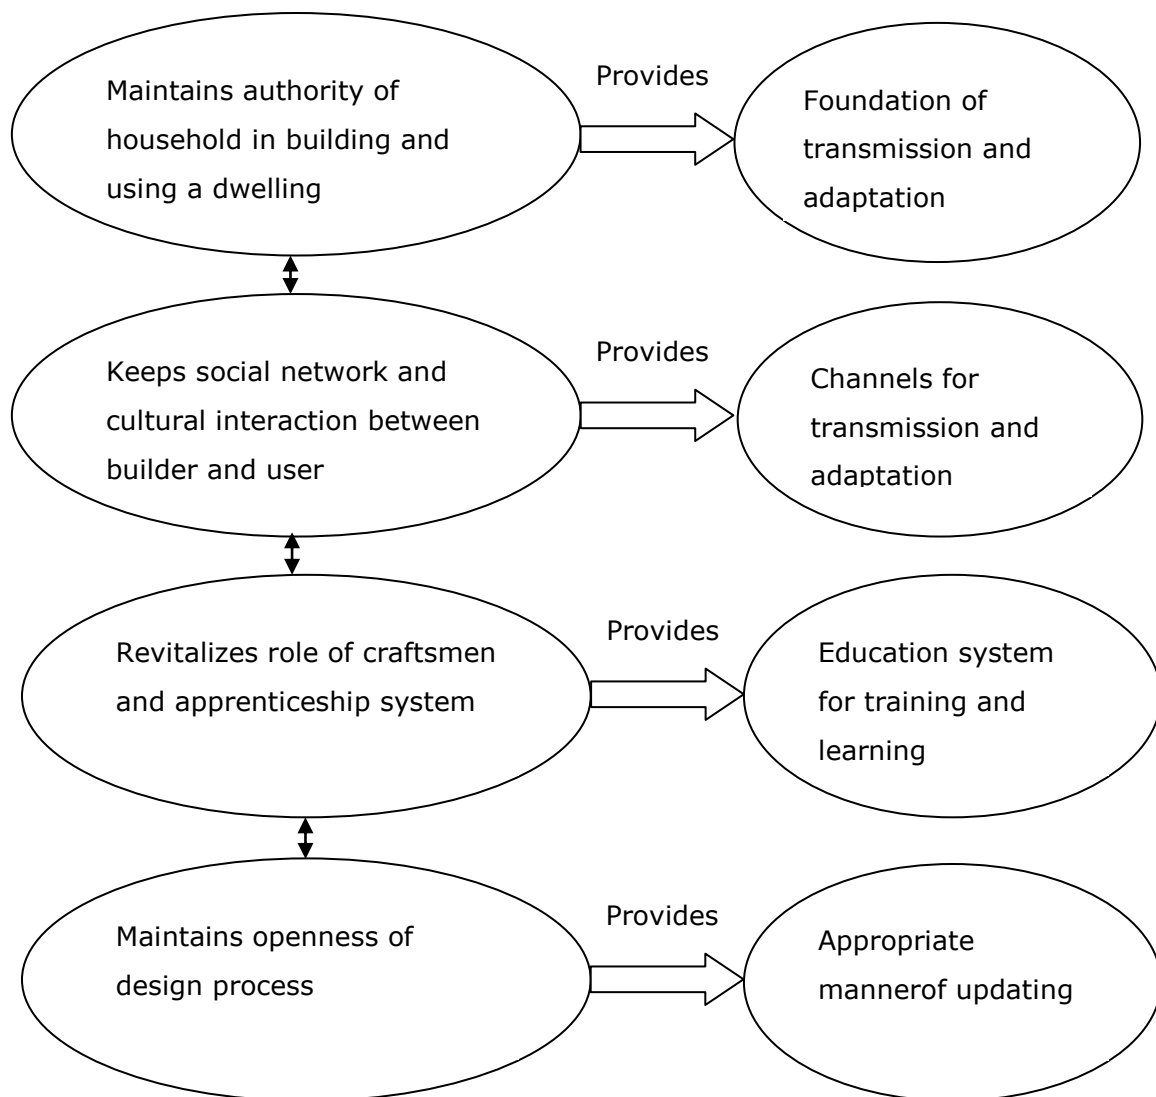 Maintains authority of
household in building and
using a dwelling
Provides
Foundation of
transmission and
adaptation
Keeps social network and
cultural interaction between
builder and user
Provides
Channels for
transmission and
adaptation
Revitalizes role of craftsmen
and apprenticeship system
Provides
Education system
for training and
learning
Maintains openness of
design process
Provides
Appropriate
mannerof updating